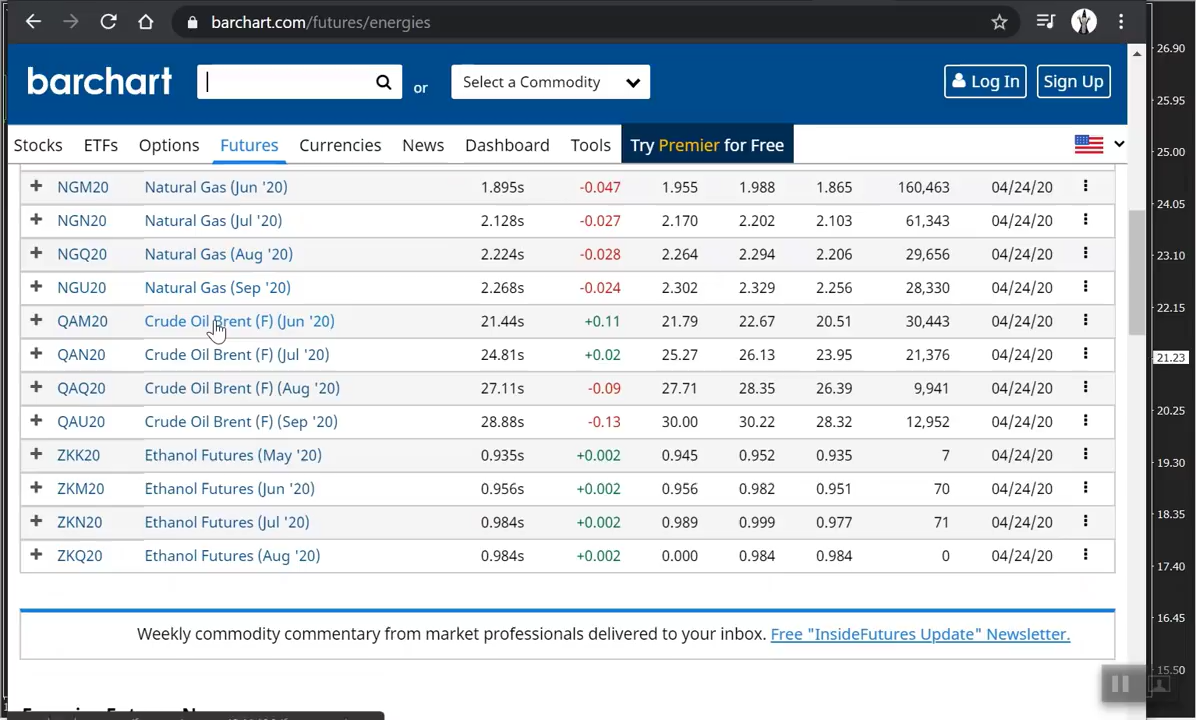 barchart.com/futures/energies
barchart or Select a Commodity Log In Sign Up
Stocks ETFs Options Futures Currencies News Dashboard Tools Try Premier for Free
NGM20 Natural Gas (Jun '20) 1.895s -0.047 1.955 1.988 1.865 160,463 04/24/20
NGN20 Natural Gas (Jul '20) 2.128s -0.027 2.170 2.202 2.103 61,343 04/24/20
NGQ20 Natural Gas (Aug '20) 2.224s -0.028 2.264 2.294 2.206 29,656 04/24/20
NGU20 Natural Gas (Sep '20) 2.268s -0.024 2.302 2.329 2.256 28,330 04/24/20
QAM20 Crude Oil Brent (F) (Jun '20) 21.44s +0.11 21.79 22.67 20.51 30,443 04/24/20
QAN20 Crude Oil Brent (F) (Jul '20) 24.81s +0.02 25.27 26.13 23.95 21,376 04/24/20
QAQ20 Crude Oil Brent (F) (Aug '20) 27.11s -0.09 27.71 28.35 26.39 9,941 04/24/20
QAU20 Crude Oil Brent (F) (Sep '20) 28.88s -0.13 30.00 30.22 28.32 12,952 04/24/20
ZKK20 Ethanol Futures (May '20) 0.935s +0.002 0.945 0.952 0.935 7 04/24/20
ZKM20 Ethanol Futures (Jun '20) 0.956s +0.002 0.956 0.982 0.951 70 04/24/20
ZKN20 Ethanol Futures (Jul '20) 0.984s +0.002 0.989 0.999 0.977 71 04/24/20
ZKQ20 Ethanol Futures (Aug '20) 0.984s +0.002 0.000 0.984 0.984 0 04/24/20
Weekly commodity commentary from market professionals delivered to your inbox. Free "InsideFutures Update" Newsletter.
26.90
25.95
25.00
24.05
23.10
22.15
21.23
20.25
19.30
18.35
17.40
16.45
15.50